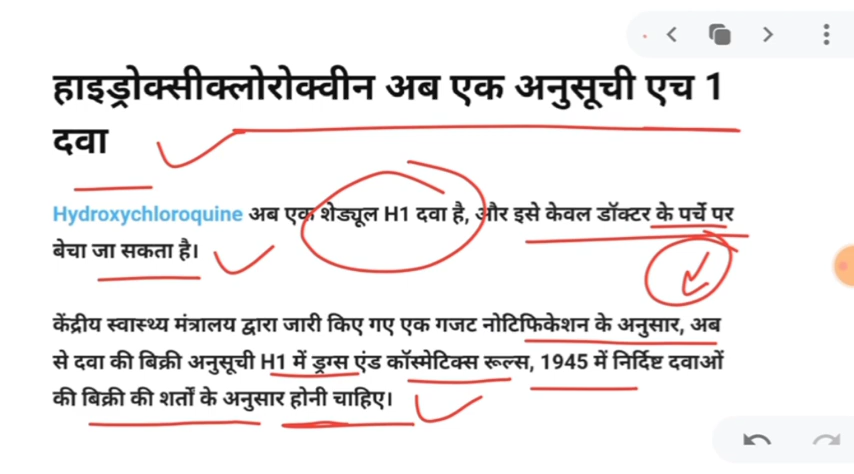 हाइड्रोक्सीक्लोरोक्वीन अब एक अनुसूची एच 1
दवा
Hydroxychloroquine अब एक शेड्यूल H1 दवा है, और इसे केवल डॉक्टर के पर्चे पर
बेचा जा सकता है।
केंद्रीय स्वास्थ्य मंत्रालय द्वारा जारी किए गए एक गजट नोटिफिकेशन के अनुसार, अब
से दवा की बिक्री अनुसूची H1 में ड्रग्स एंड कॉस्मेटिक्स रूल्स, 1945 में निर्दिष्ट दवाओं
की बिक्री की शर्तों के अनुसार होनी चाहिए।